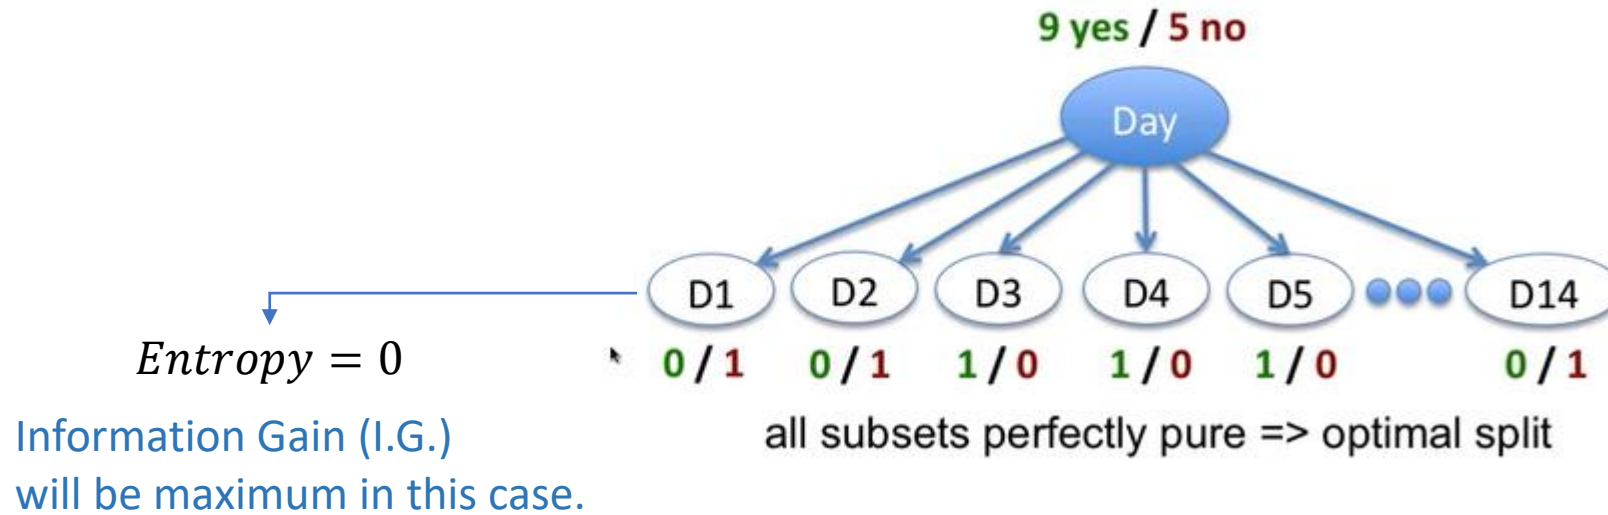 9 yes / 5 no
Day
D1 D2 D3 D4 D5 D14
Entropy = 0
0 / 1 0 / 1 1 / 0 1 / 0 1 / 0 0 / 1
Information Gain (I.G.)
all subsets perfectly pure => optimal split
will be maximum in this case.